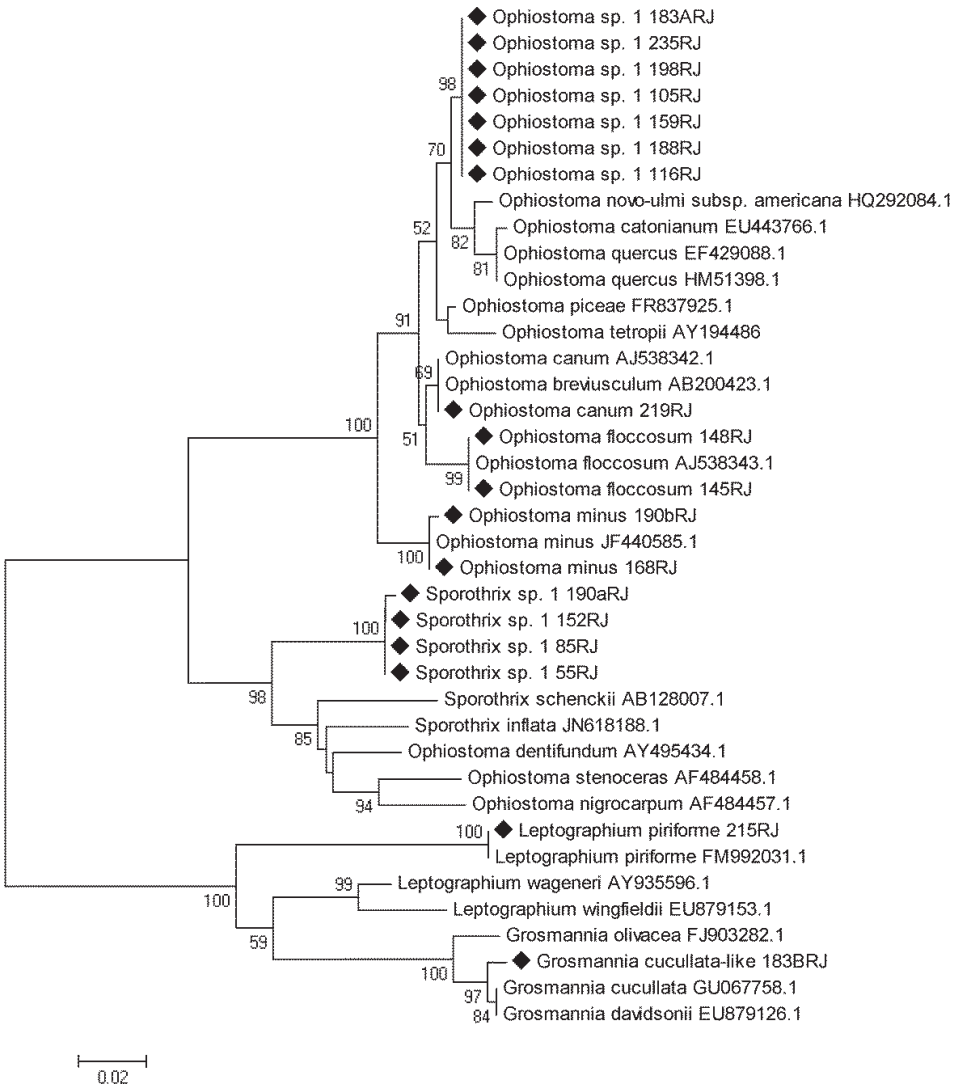 Ophiostoma sp. 1 183ARJ
Ophiostoma sp. 1 235RJ
Ophiostoma sp. 1 198RJ
98
Ophiostoma sp. 1 105RJ
Ophiostoma sp. 1 159RJ
70
Ophiostoma sp. 1 188RJ
Ophiostoma sp. 1 116RJ
Ophiostoma novo-ulmi subsp. americana HQ292084.1
52
Ophiostoma catonianum EU443766.1
82
Ophiostoma quercus EF429088.1
81
Ophiostoma quercus HM51398.1
Ophiostoma piceae FR837925.1
91
Ophiostoma tetropii AY194486
Ophiostoma canum AJ538342.1
69
Ophiostoma breviusculum AB200423.1
Ophiostoma canum 219RJ
100
51
Ophiostoma floccosum 148RJ
Ophiostoma floccosum AJ538343.1
99
Ophiostoma floccosum 145RJ
Ophiostoma minus 190bRJ
Ophiostoma minus JF440585.1
100
Ophiostoma minus 168RJ
Sporothrix sp. 1 190aRJ
Sporothrix sp. 1 152RJ
100
Sporothrix sp. 1 85RJ
Sporothrix sp. 1 55RJ
98
Sporothrix schenckii AB128007.1
Sporothrix inflata JN618188.1
85
Ophiostoma dentifundum AY495434.1
Ophiostoma stenoceras AF484458.1
94
Ophiostoma nigrocarpum AF484457.1
100
Leptographium piriforme 215RJ
Leptographium piriforme FM992031.1
99
Leptographium wageneri AY935596.1
100
Leptographium wingfieldii EU879153.1
Grosmannia olivacea FJ903282.1
59
Grosmannia cucullata-like 183BRJ
100
Grosmannia cucullata GU067758.1
97
Grosmannia davidsonii EU879126.1
84
0.02